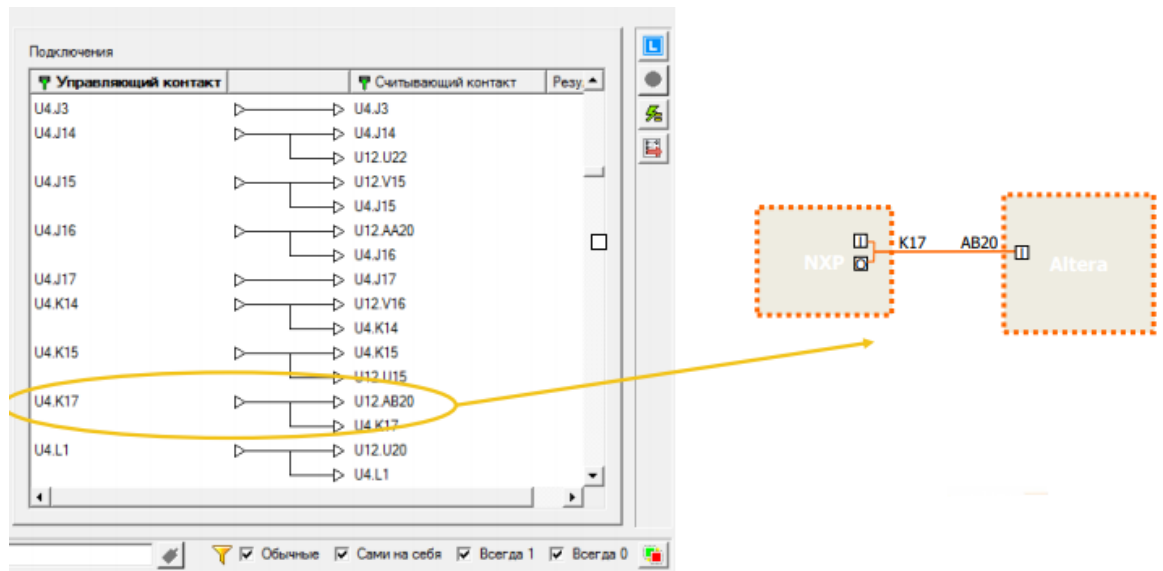 Подключения
Управляющий контакт Считывающий контакт Резу
U4.J3 U4.J3
U4.J14 U4.J14
U12.U22
U4.J15 U12.V15
U4.J15
U4.J16 U12.AA20
U4.J16
U4.J17 U4.J17
U4.K14 U12.V16
U4.K14
U4.K15 U4.K15
U12.U15
U4.K17 U12.AB20
U4.K17
U4.L1 U12.U20
U4.L1
Обычные Сами на себя Всегда 1 Всегда 0
L
K17 AB20
I I
NXP O Altera